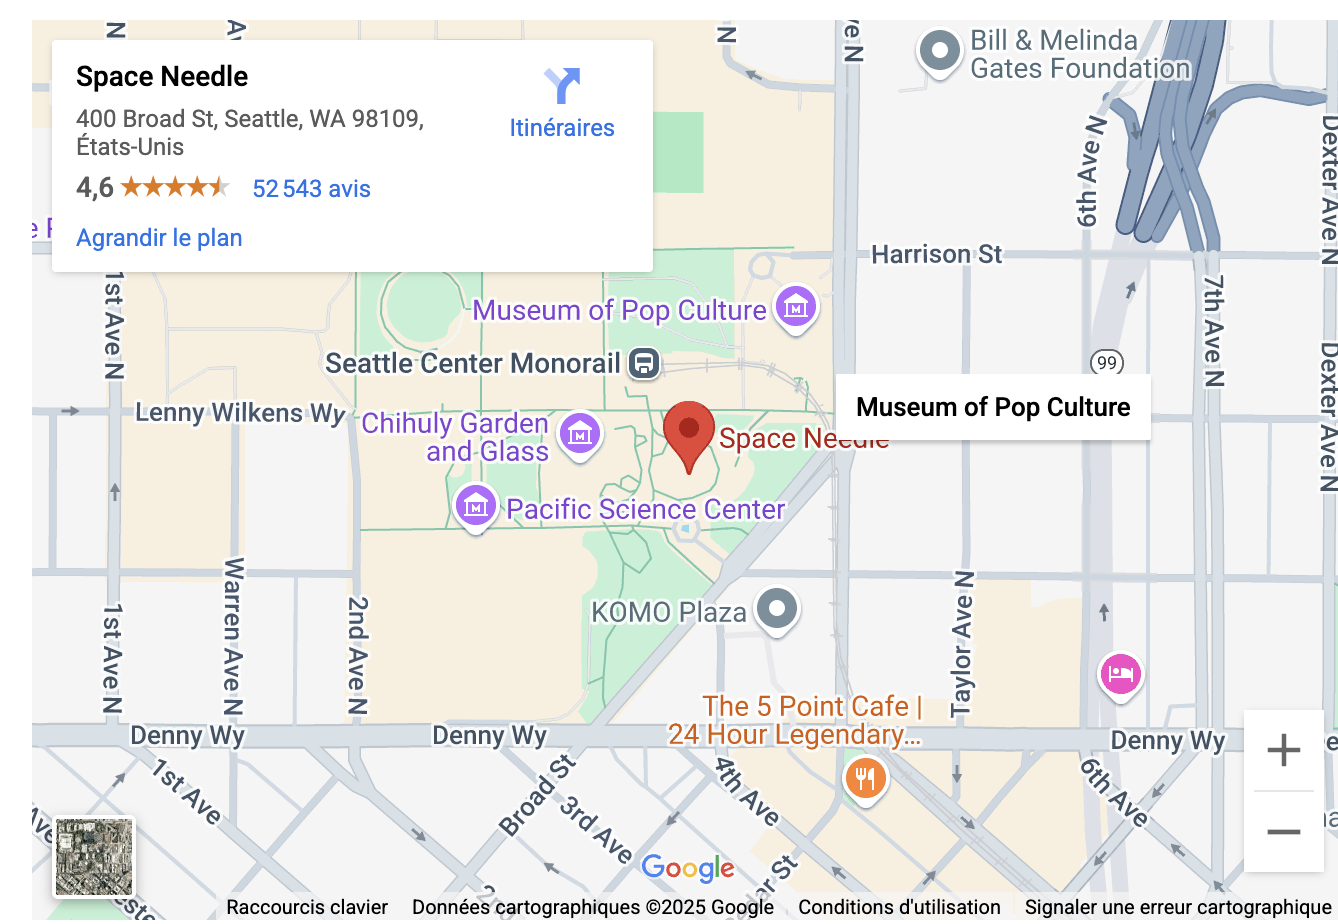 Space Needle
400 Broad St, Seattle, WA 98109,
États-Unis
4,6
52 543 avis
Itinéraires
Agrandir le plan
N
N
Bill & Melinda
Gates Foundation
6th Ave N
Dexter Ave N
Harrison St
1st Ave N
7th Ave N
Museum of Pop Culture
Seattle Center Monorail
99
Dexter Ave N
Lenny Wilkens Wy
Museum of Pop Culture
Chihuly Garden
and Glass
Space Needle
Pacific Science Center
1st Ave N
Warren Ave N
2nd Ave N
KOMO Plaza
Taylor Ave N
The 5 Point Cafe |
24 Hour Legendary...
Denny Wy
Denny Wy
Denny Wy
1st Ave
Broad St
3rd Ave
4th Ave
6th Ave
Google
Raccourcis clavier
Données cartographiques ©2025 Google
Conditions d'utilisation
Signaler une erreur cartographique